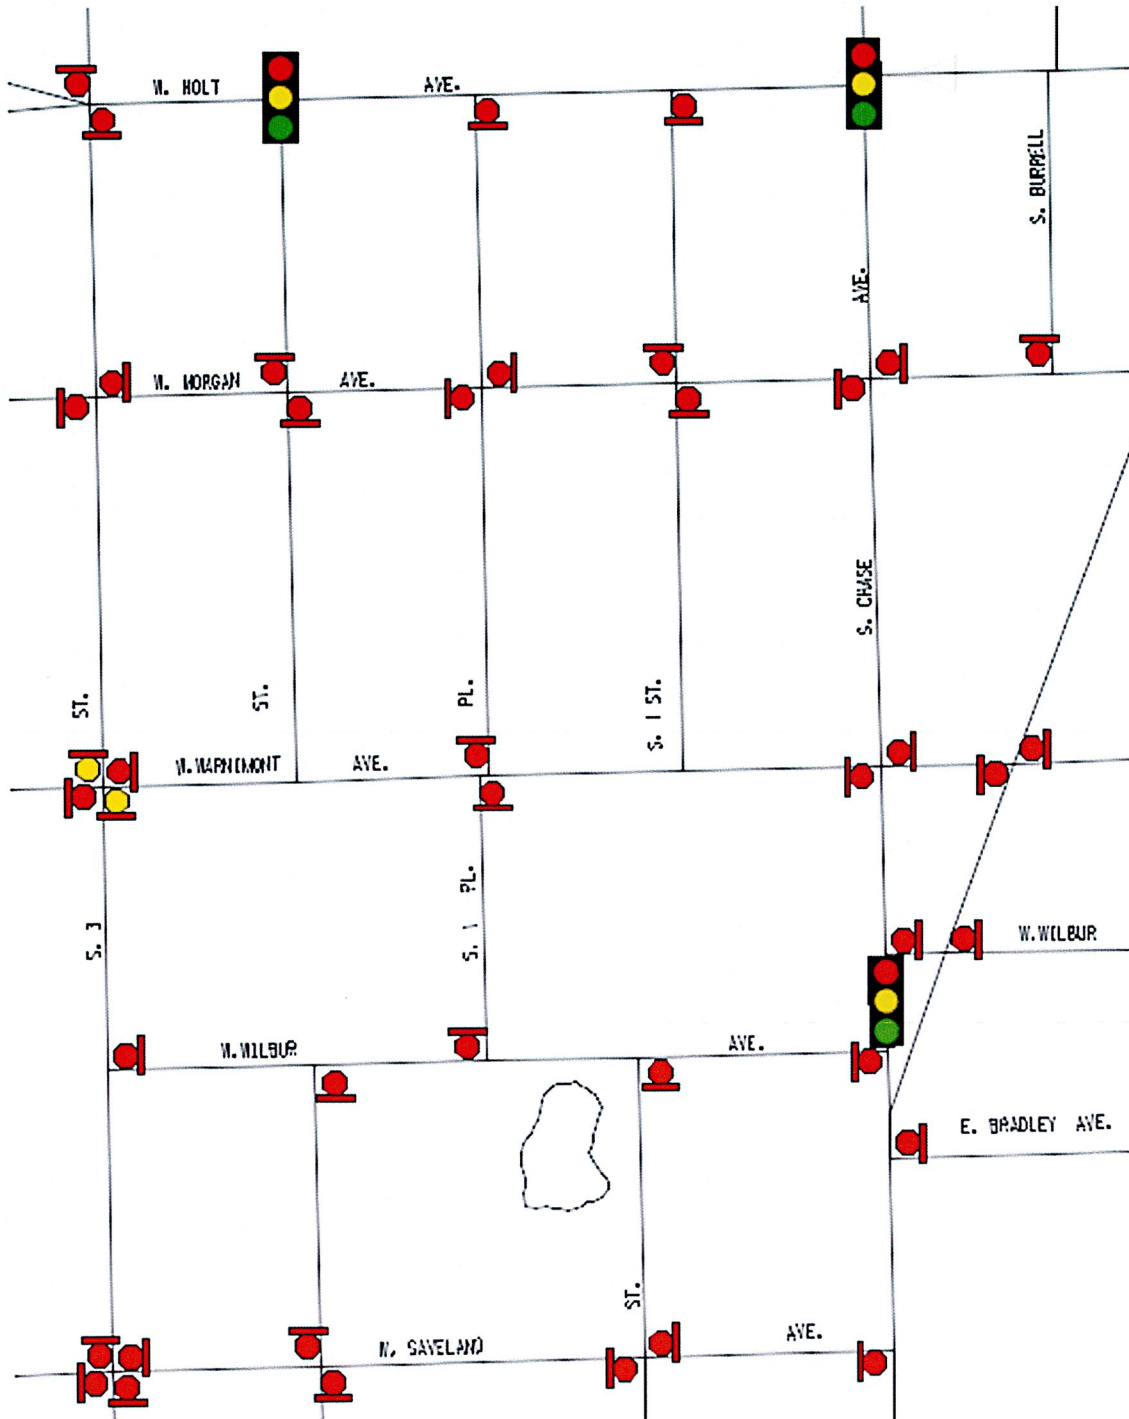 W. HOLT
AVE.
S. BURRELL
AVE.
W. MORGAN
AVE.
S. CHASE
ST.
ST.
PL.
S. 1 ST.
W. WARNIMONT
AVE.
S. 3
S. 1 PL.
W. WILBUR
W. WILBUR
AVE.
E. BRADLEY AVE.
ST.
W. SAVELAND
AVE.